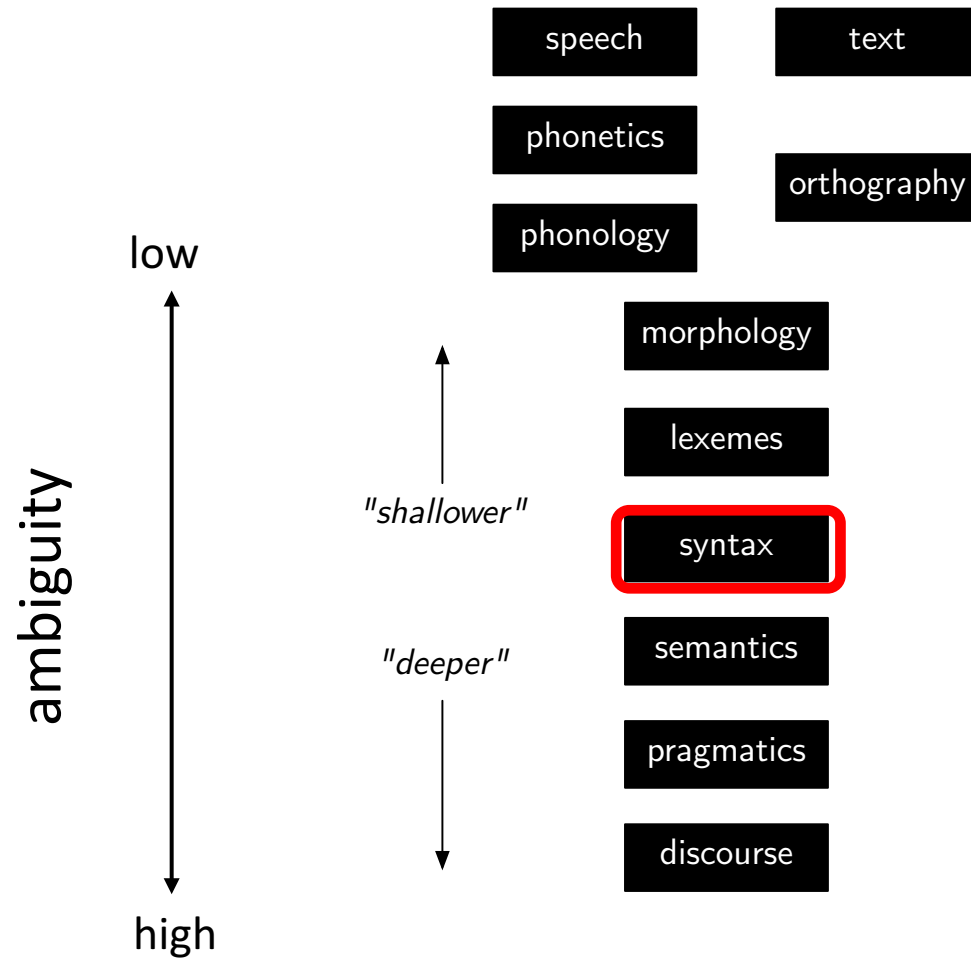 speech
text
phonetics
orthography
phonology
low
morphology
lexemes
"shallower"
syntax
ambiguity
semantics
"deeper"
pragmatics
discourse
high